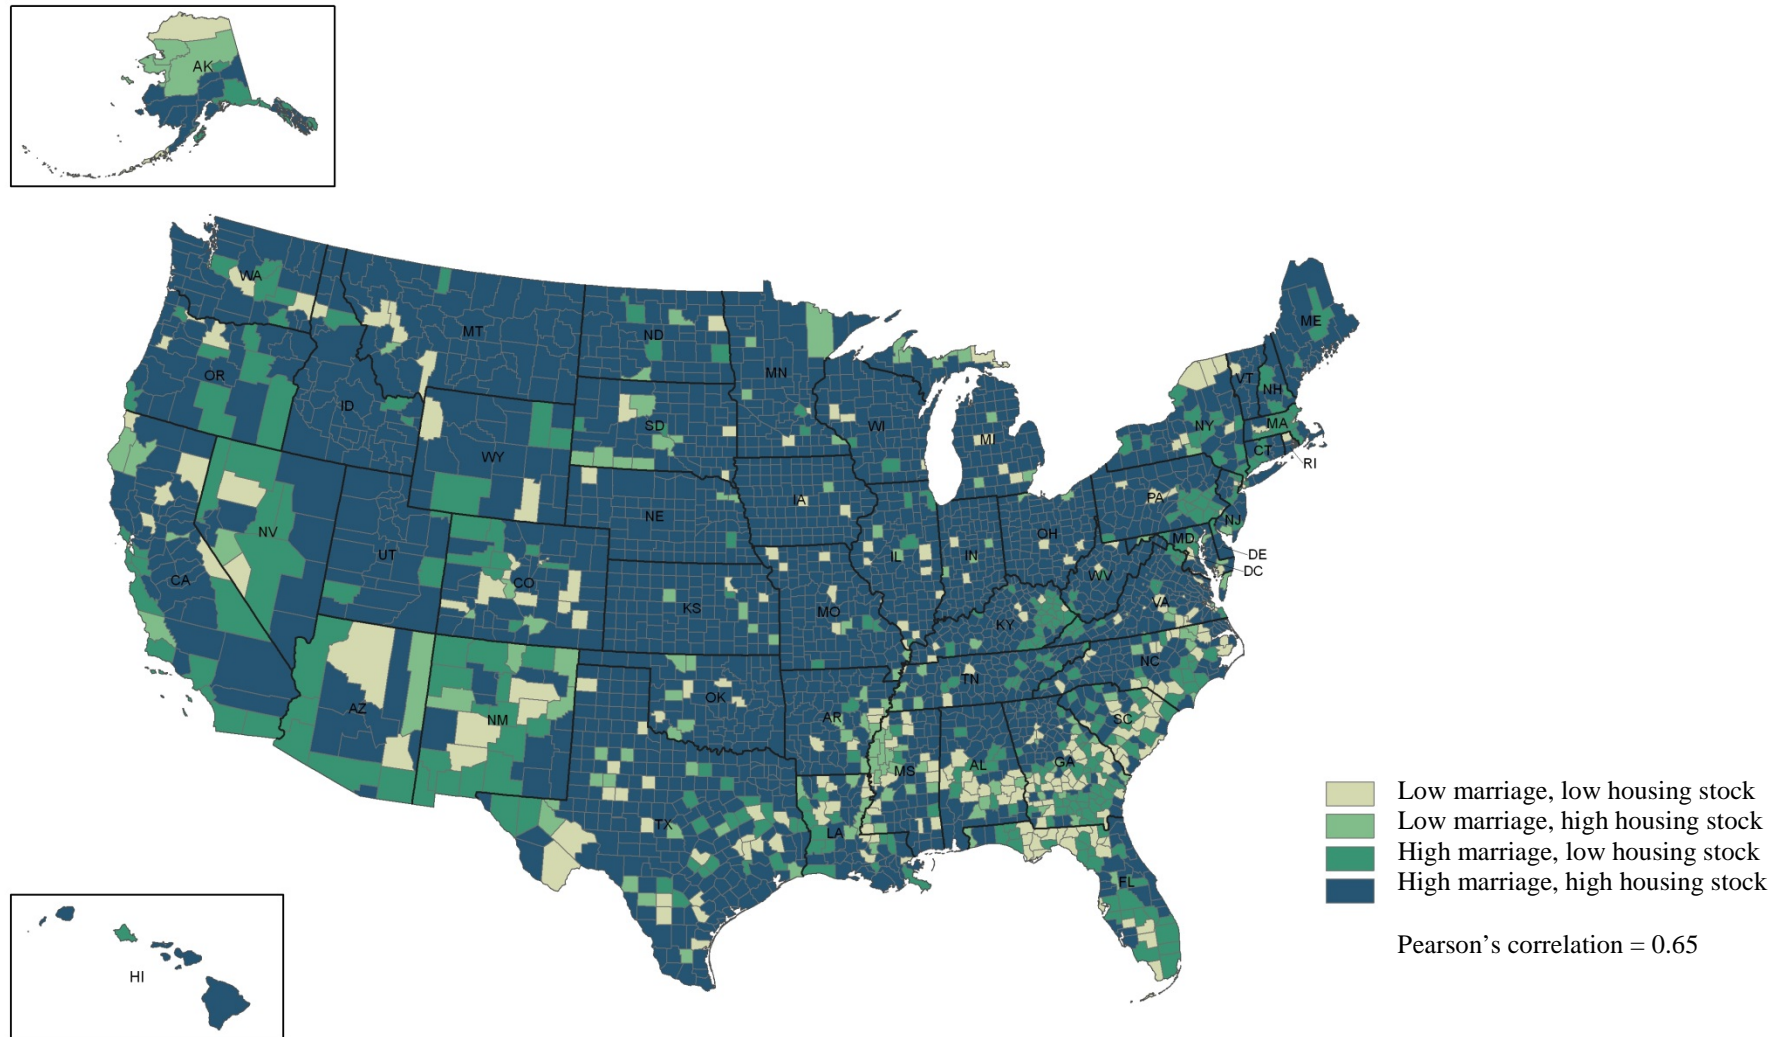 AK
WA
MT
ND
MN
ME
OR
ID
SD
WI
MI
VT
NH
NY
MA
CT
RI
WY
NE
IA
PA
NJ
NV
UT
CO
IL
IN
OH
MD
DE
DC
WV
CA
KS
MO
KY
VA
AZ
NM
OK
AR
TN
NC
SC
MS
AL
GA
TX
LA
FL
HI
Low marriage, low housing stock
Low marriage, high housing stock
High marriage, low housing stock
High marriage, high housing stock
Pearson’s correlation = 0.65